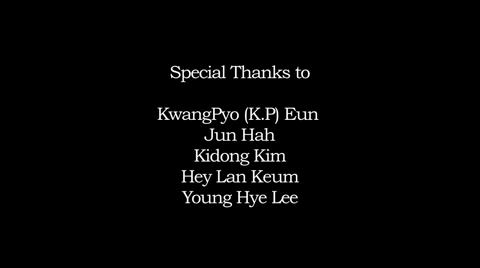 Special Thanks to
KwangPyo (K.P) Eun
Jun Hah
Kidong Kim
Hey Lan Keum
Young Hye Lee